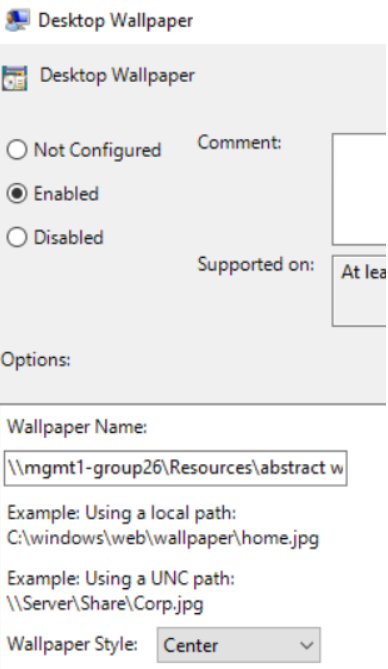 Desktop Wallpaper
Desktop Wallpaper
Not Configured
Comment:
Enabled
Disabled
Supported on:
At lea
Options:
Wallpaper Name:
\\mgmt1-group26\Resources\abstract w
Example: Using a local path:
C:\windows\web\wallpaper\home.jpg
Example: Using a UNC path:
\\Server\Share\Corp.jpg
Wallpaper Style:
Center